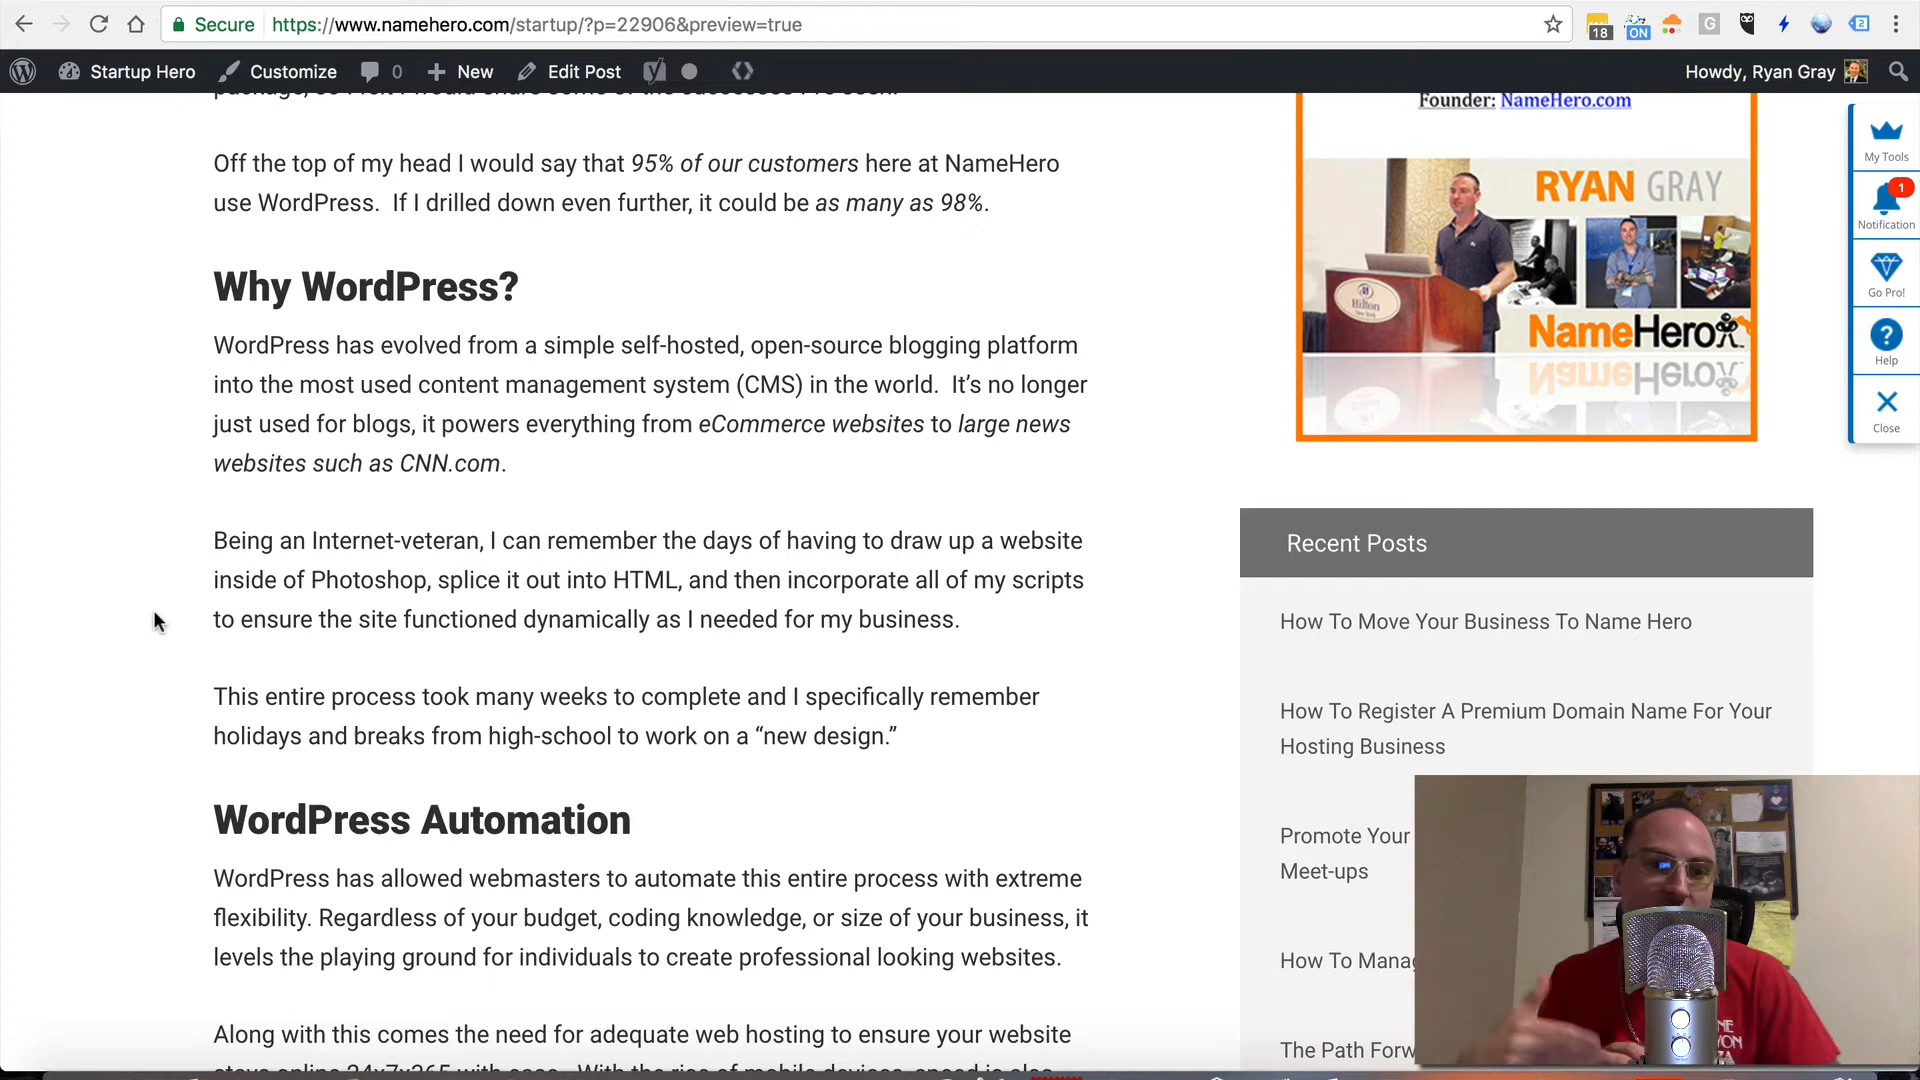 Secure
https://www.namehero.com/startup/?p=22906&preview=true
18
ON
G
2
Startup Hero
Customize
0
New
Edit Post
Howdy, Ryan Gray
Off the top of my head I would say that 95% of our customers here at NameHero
use WordPress.  If I drilled down even further, it could be as many as 98%.
Why WordPress?
WordPress has evolved from a simple self-hosted, open-source blogging platform
into the most used content management system (CMS) in the world.  It’s no longer
just used for blogs, it powers everything from eCommerce websites to large news
websites such as CNN.com.
Being an Internet-veteran, I can remember the days of having to draw up a website
inside of Photoshop, splice it out into HTML, and then incorporate all of my scripts
to ensure the site functioned dynamically as I needed for my business.
This entire process took many weeks to complete and I specifically remember
holidays and breaks from high-school to work on a “new design.”
WordPress Automation
WordPress has allowed webmasters to automate this entire process with extreme
flexibility. Regardless of your budget, coding knowledge, or size of your business, it
levels the playing ground for individuals to create professional looking websites.
Along with this comes the need for adequate web hosting to ensure your website
Founder: NameHero.com
RYAN GRAY
Hilton
NameHero
Recent Posts
How To Move Your Business To Name Hero
How To Register A Premium Domain Name For Your
Hosting Business
Promote Your
Meet-ups
How To Manag
The Path Forw
My Tools
1
Notification
Go Pro!
Help
Close